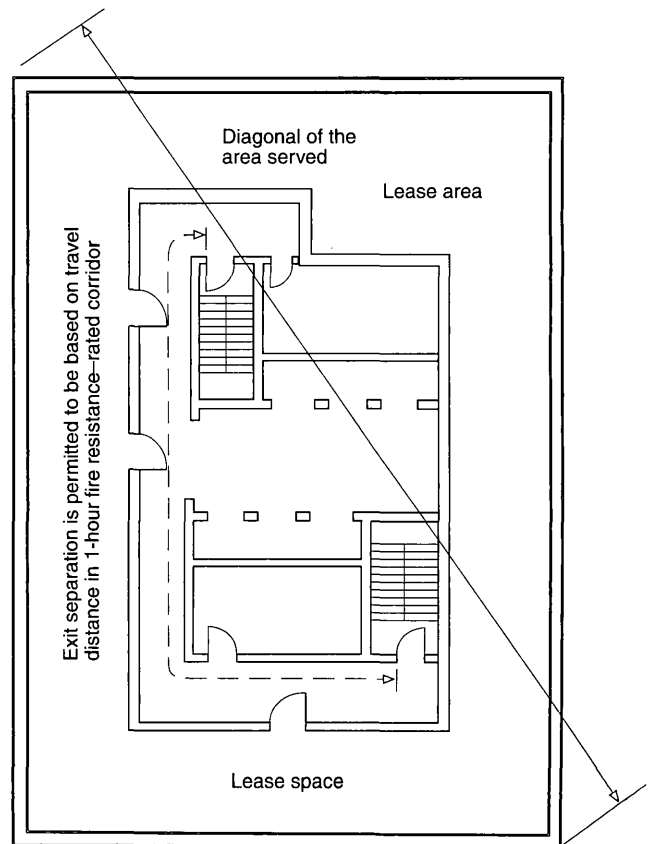 Diagonal of the
area served
Lease area
Exit separation is permitted to be based on travel
distance in 1-hour fire resistance–rated corridor
Lease space